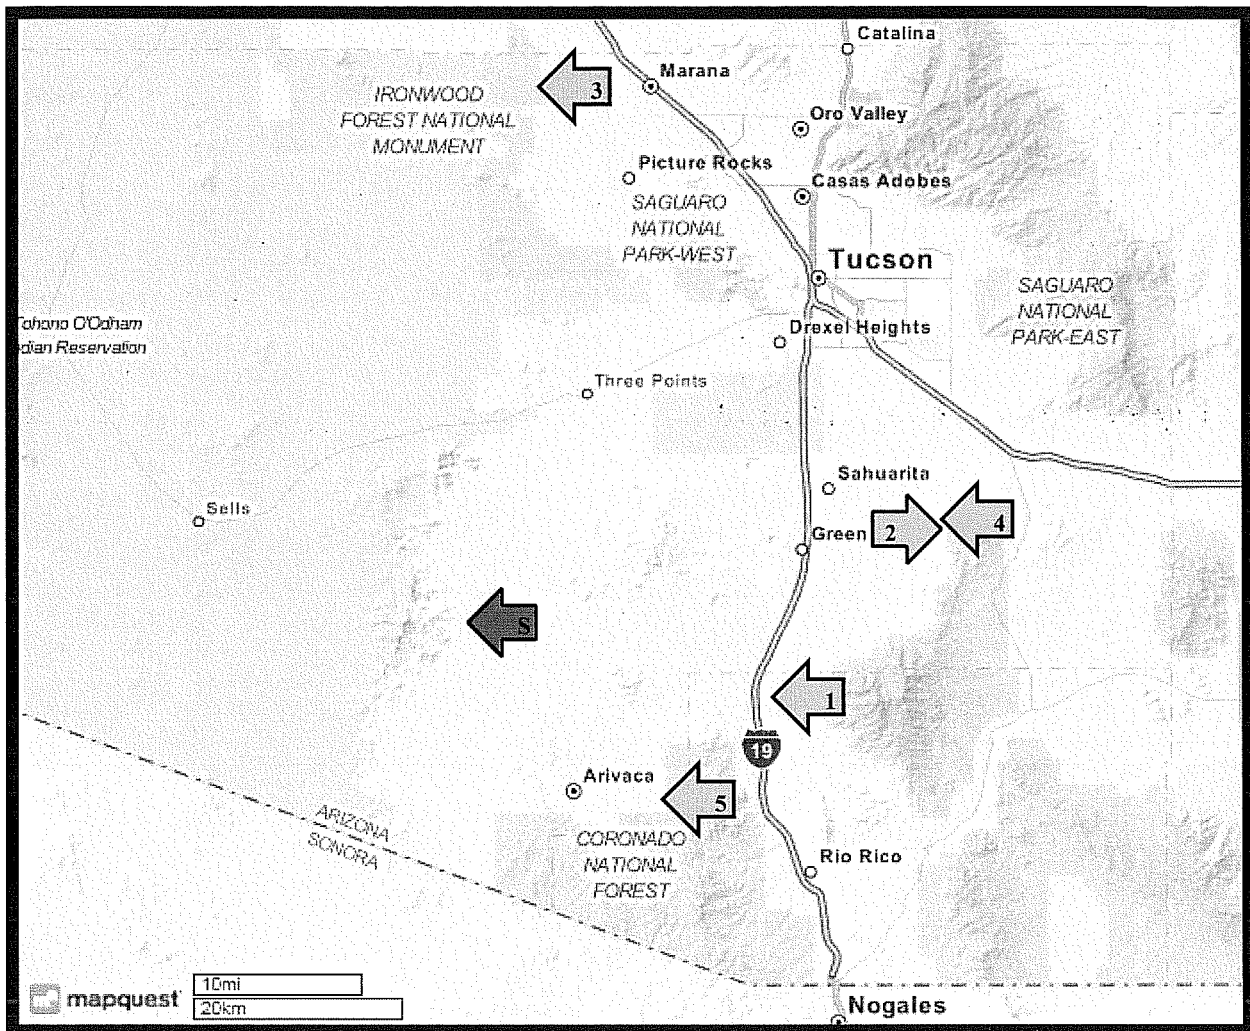 Catalina
Marana
3
IRONWOOD
FOREST NATIONAL
MONUMENT
Oro Valley
Picture Rocks
Casas Adobes
SAGUARO
NATIONAL
PARK-WEST
Tucson
SAGUARO
NATIONAL
PARK-EAST
Tohono O'Odham
dian Reservation
Drexel Heights
Three Points
Sahuarita
Sells
2
4
Green
S
1
19
Arivaca
5
ARIZONA
SONORA
CORONADO
NATIONAL
FOREST
Rio Rico
10mi
20km
mapquest
Nogales